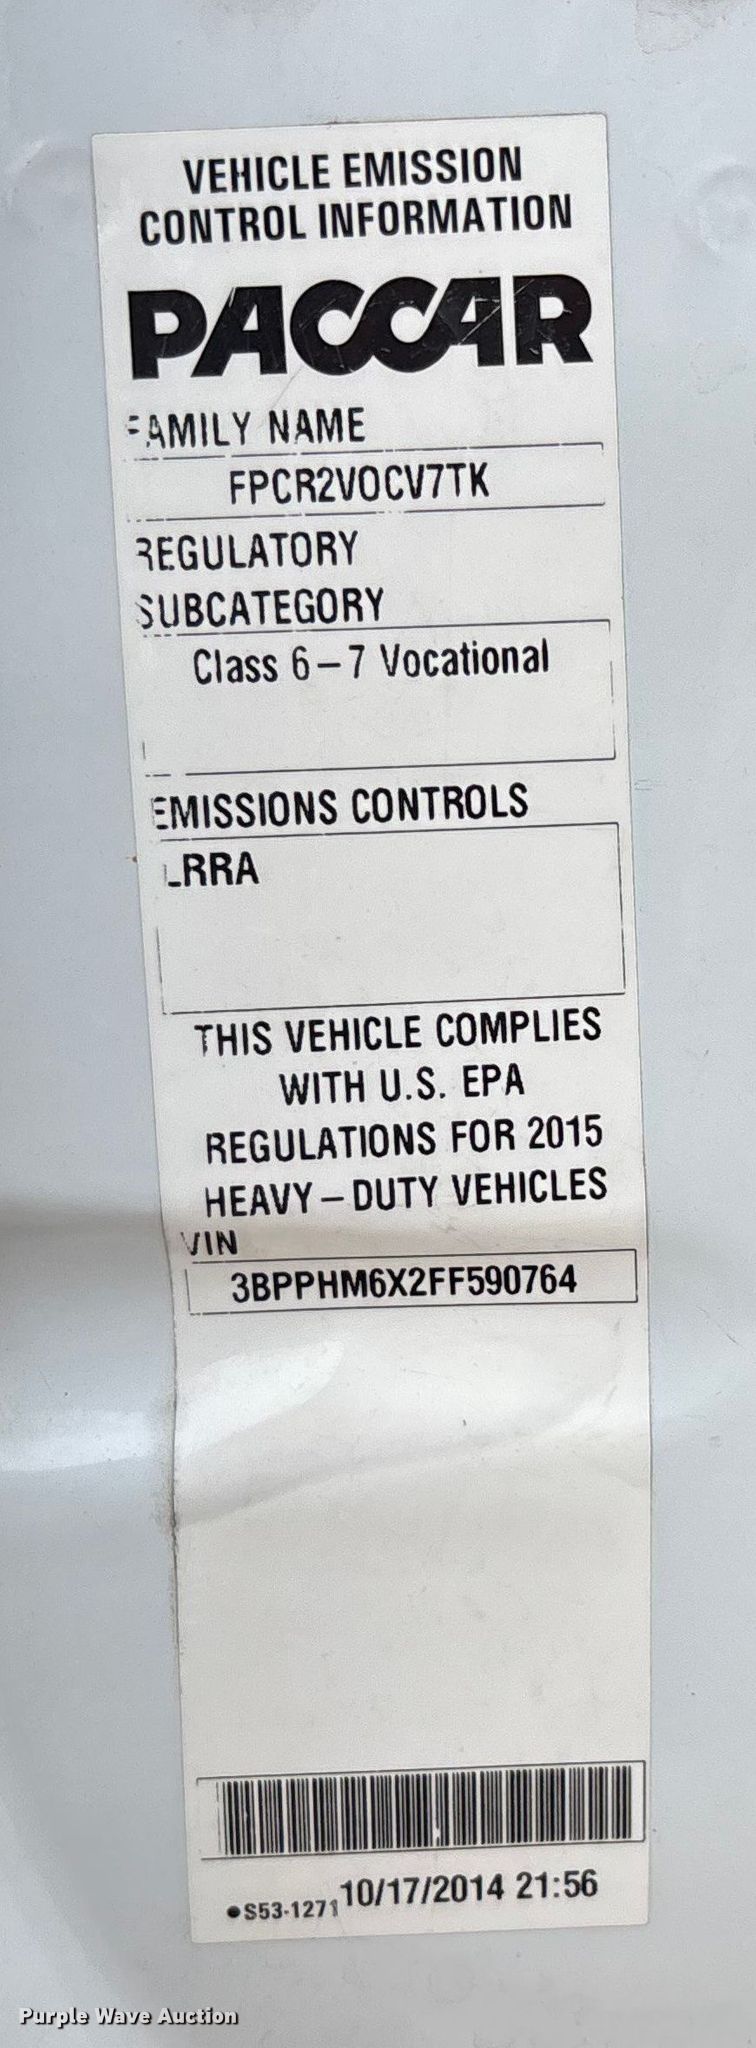 VEHICLE EMISSION
CONTROL INFORMATION
PACCAR
FAMILY NAME
FPCR2VOCV7TK
REGULATORY
SUBCATEGORY
Class 6-7 Vocational
EMISSIONS CONTROLS
LRRA
THIS VEHICLE COMPLIES
WITH U.S. EPA
REGULATIONS FOR 2015
HEAVY-DUTY VEHICLES
VIN
3BPPHM6X2FF590764
●S53-1271 10/17/2014 21:56
Purple Wave Auction